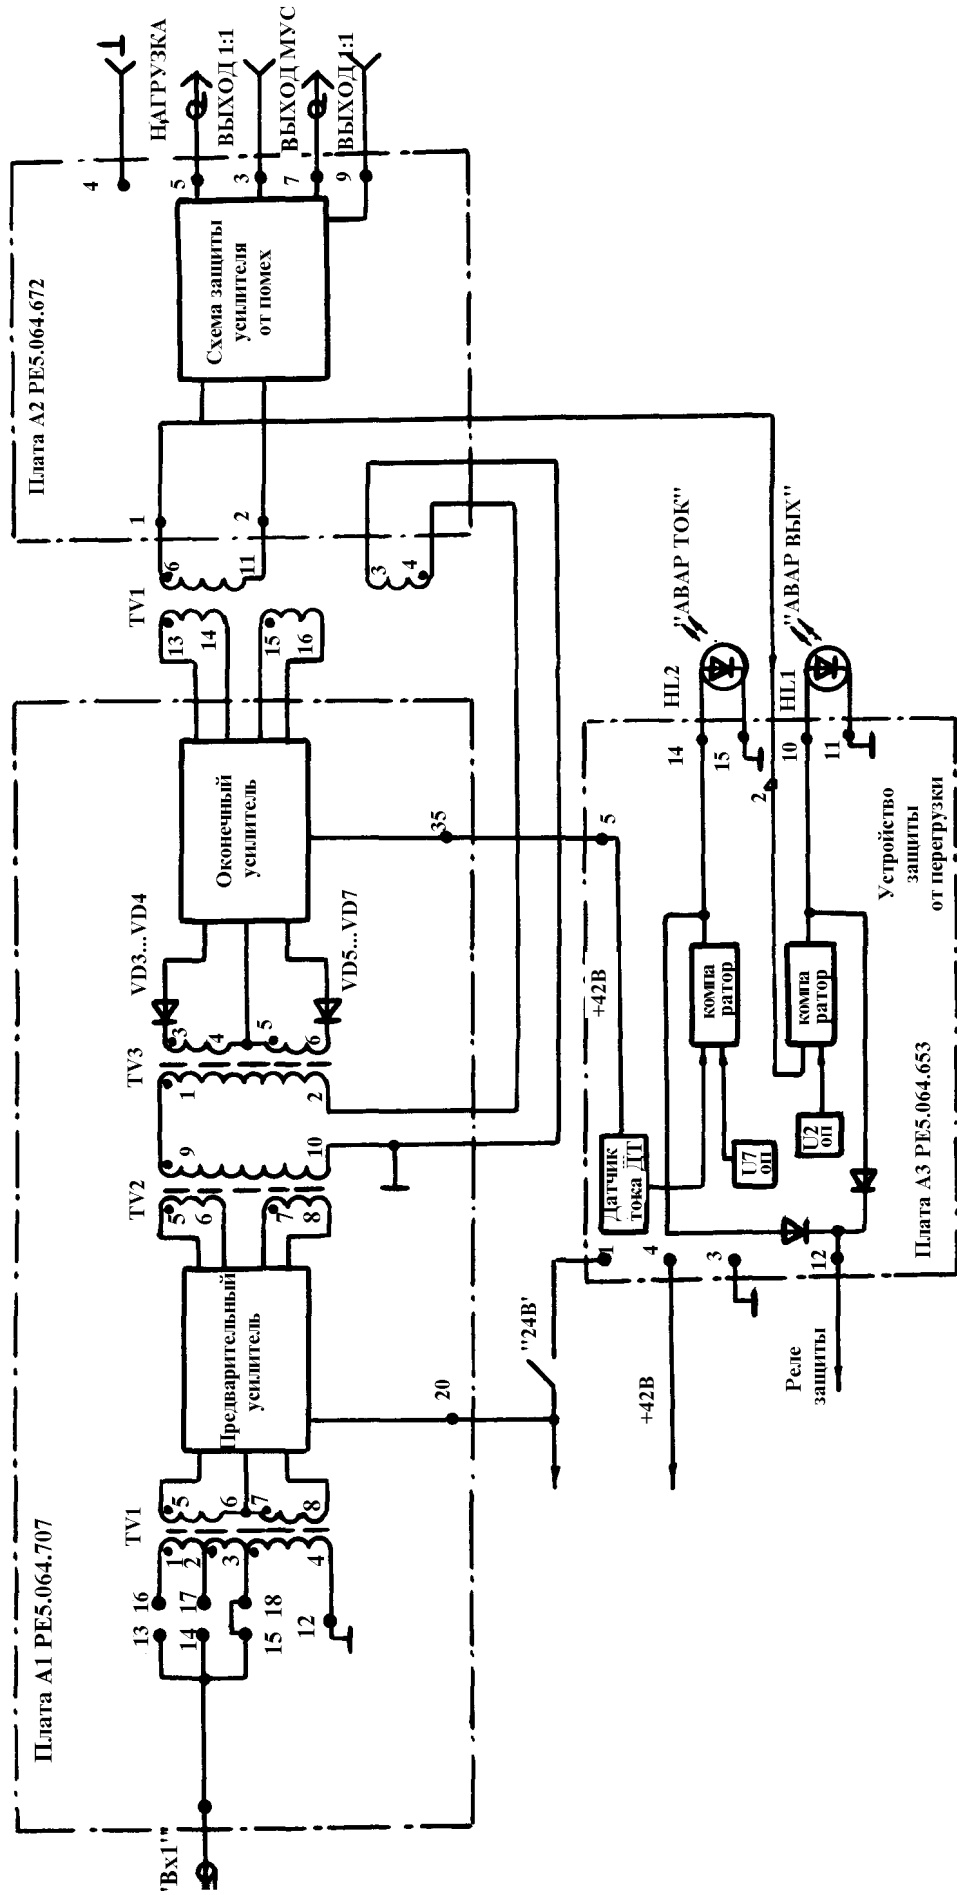 Плата А1 РЕ5.064.707
"Вх1"
13
16
14
17
15
18
12
TV1
1
2
3
4
5
6
7
8
Предварительный
усилитель
20
TV2
5
6
7
8
9
10
TV3
1
2
3
4
5
6
VD3...VD4
VD5...VD7
Оконечный
усилитель
35
TV1
13
14
15
16
6
11
3
4
Плата А2 РЕ5.064.672
1
2
Схема защиты
усилителя
от помех
4
5
3
7
9
НАГРУЗКА
ВЫХОД 1:1
ВЫХОД МУС
ВЫХОД 1:1
"24В'
+42В
Реле
защиты
1
4
3
12
Датчик
тока ДТ
+42В
5
U7
оп
U2
оп
компа
ратор
компа
ратор
Устройство
защиты
от перегрузки
14
15
2
10
11
HL2
"АВАР ТОК"
HL1
"АВАР ВЫХ"
Плата А3 РЕ5.064.653